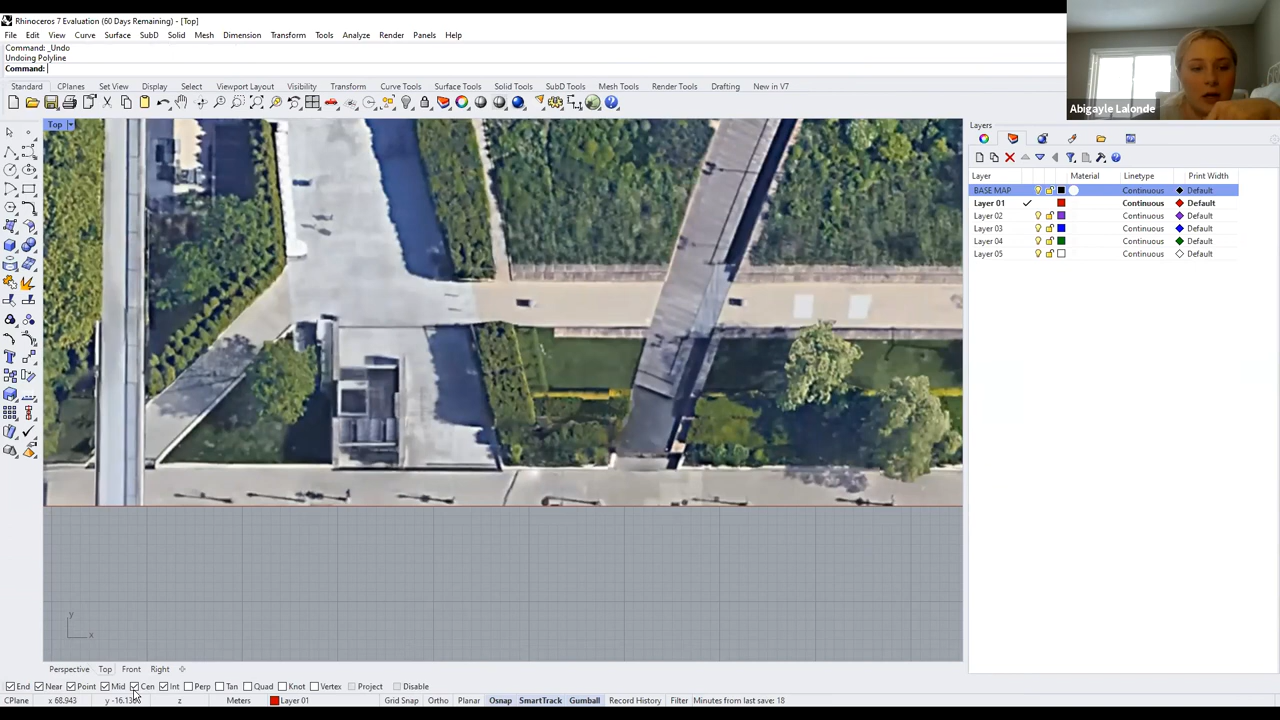 Rhinoceros 7 Evaluation (60 Days Remaining) - [Top]
File Edit View Curve Surface SubD Solid Mesh Dimension Transform Tools Analyze Render Panels Help
Command: _Undo
Undoing Polyline
Command:
Standard CPlanes Set View Display Select Viewport Layout Visibility Transform Curve Tools Surface Tools Solid Tools SubD Tools Mesh Tools Render Tools Drafting New in V7
Abigayle Lalonde
Top
Layers
Layer Material Linetype Print Width
BASE MAP Continuous Default
Layer 01 Continuous Default
Layer 02 Continuous Default
Layer 03 Continuous Default
Layer 04 Continuous Default
Layer 05 Continuous Default
y
x
Perspective Top Front Right
End Near Point Mid Cen Int Perp Tan Quad Knot Vertex Project Disable
CPlane x 68.943 z Meters Layer 01 Grid Snap Ortho Planar Osnap SmartTrack Gumball Record History Filter Minutes from last save: 18